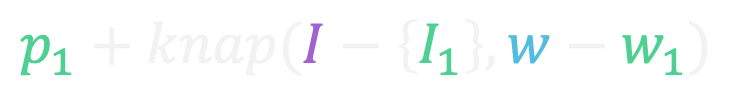 p₁ + knap(I − {I₁}, w − w₁)